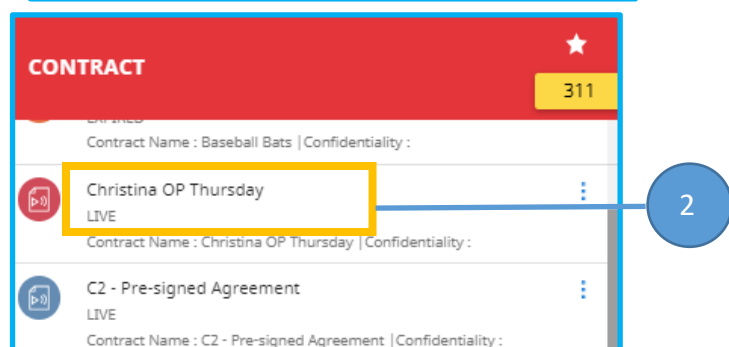 CONTRACT
311
EXPIRED
Contract Name : Baseball Bats |Confidentiality :
Christina OP Thursday
LIVE
Contract Name : Christina OP Thursday |Confidentiality :
2
C2 - Pre-signed Agreement
LIVE
Contract Name : C2 - Pre-signed Agreement |Confidentiality :